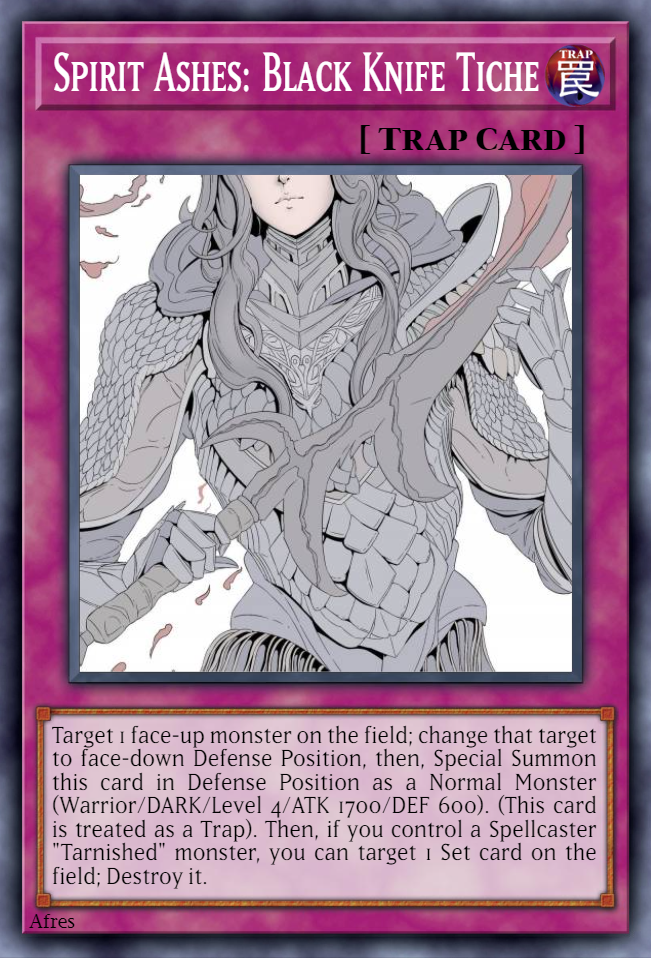 Spirit Ashes: Black Knife Tiche
TRAP
罠
[ Trap Card ]
Target 1 face-up monster on the field; change that target
to face-down Defense Position, then, Special Summon
this card in Defense Position as a Normal Monster
(Warrior/DARK/Level 4/ATK 1700/DEF 600). (This card
is treated as a Trap). Then, if you control a Spellcaster
"Tarnished" monster, you can target 1 Set card on the
field; Destroy it.
Afres